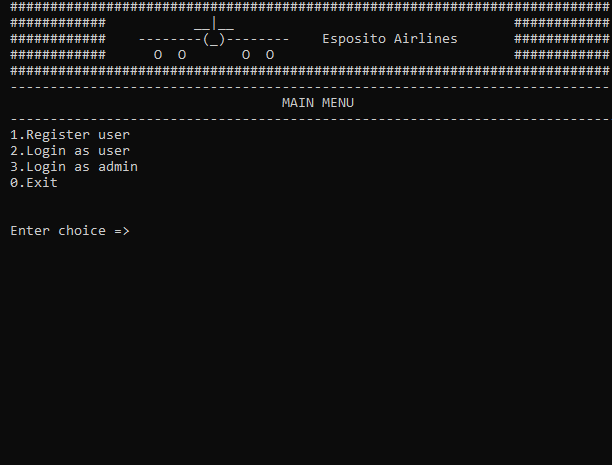 ###########################################################################
############           __|__                                   ############
############    --------(_)--------    Esposito Airlines       ############
############      O  O       O  O                              ############
###########################################################################
---------------------------------------------------------------------------
MAIN MENU
---------------------------------------------------------------------------
1.Register user
2.Login as user
3.Login as admin
0.Exit
Enter choice =>